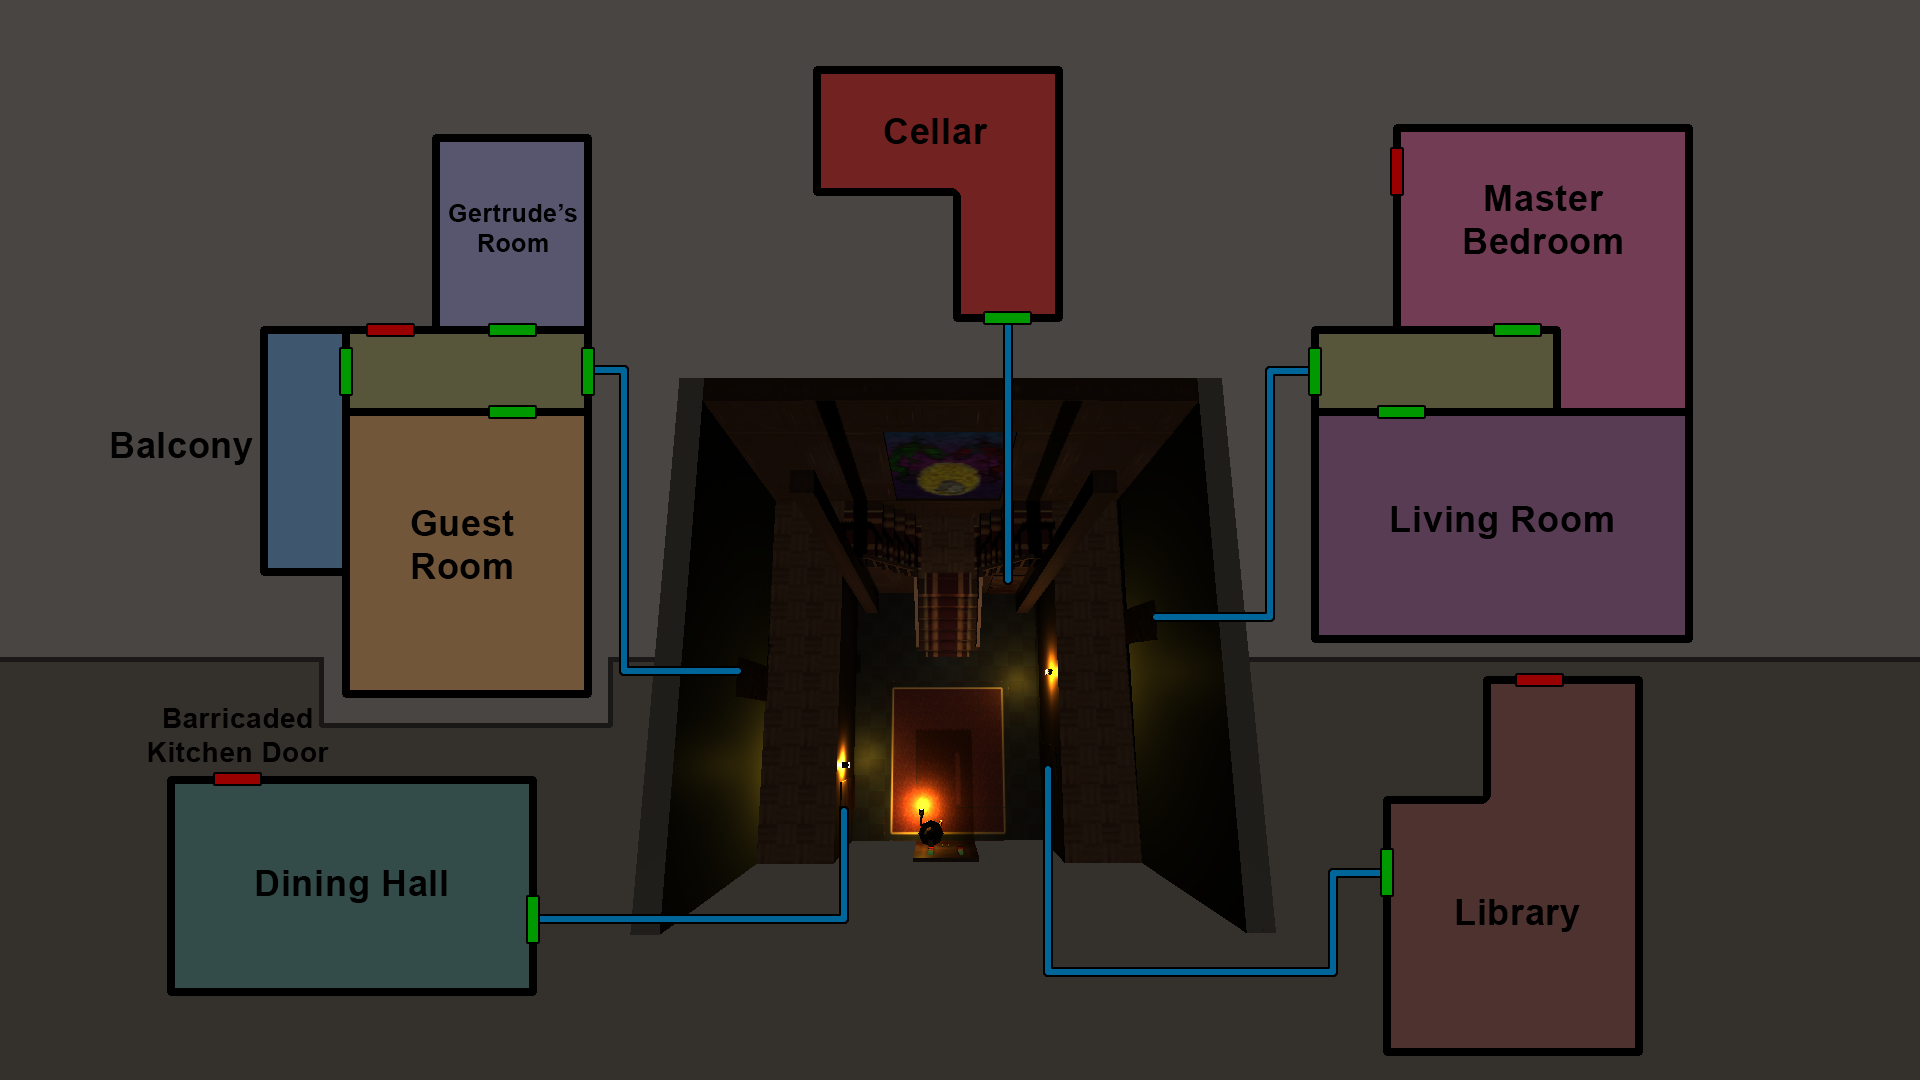 Cellar
Gertrude’s
Room
Master
Bedroom
Balcony
Guest
Room
Living Room
Barricaded
Kitchen Door
Dining Hall
Library